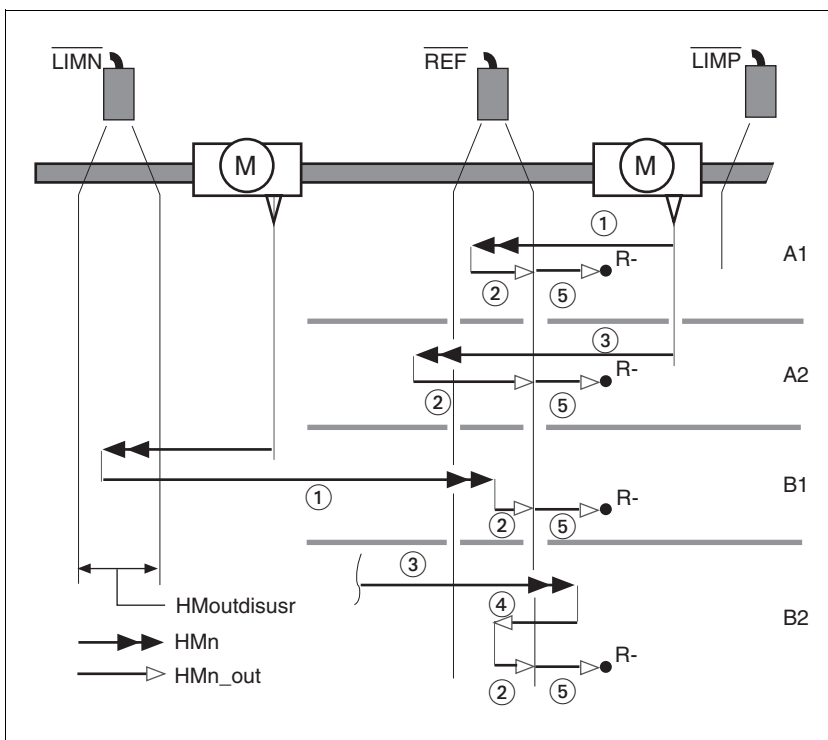 LIMN REF LIMP
M M
① 
A1
R-
② ⑤
③
R-
A2
② ⑤
①
B1
R-
② ⑤
③
④
B2
HMoutdisusr
HMn
R-
HMn_out
② ⑤